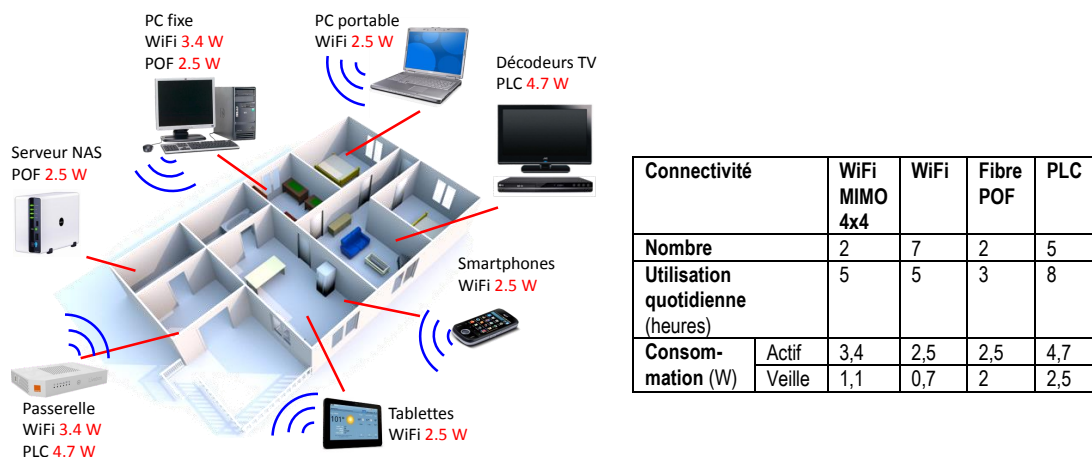 PC fixe
WiFi 3.4 W
POF 2.5 W
PC portable
WiFi 2.5 W
Décodeurs TV
PLC 4.7 W
Serveur NAS
POF 2.5 W
Smartphones
WiFi 2.5 W
Passerelle
WiFi 3.4 W
PLC 4.7 W
Tablettes
WiFi 2.5 W
Connectivité WiFi MIMO 4x4 WiFi Fibre POF PLC
Nombre 2 7 2 5
Utilisation quotidienne (heures) 5 5 3 8
Consom-mation (W) Actif 3,4 2,5 2,5 4,7
Veille 1,1 0,7 2 2,5